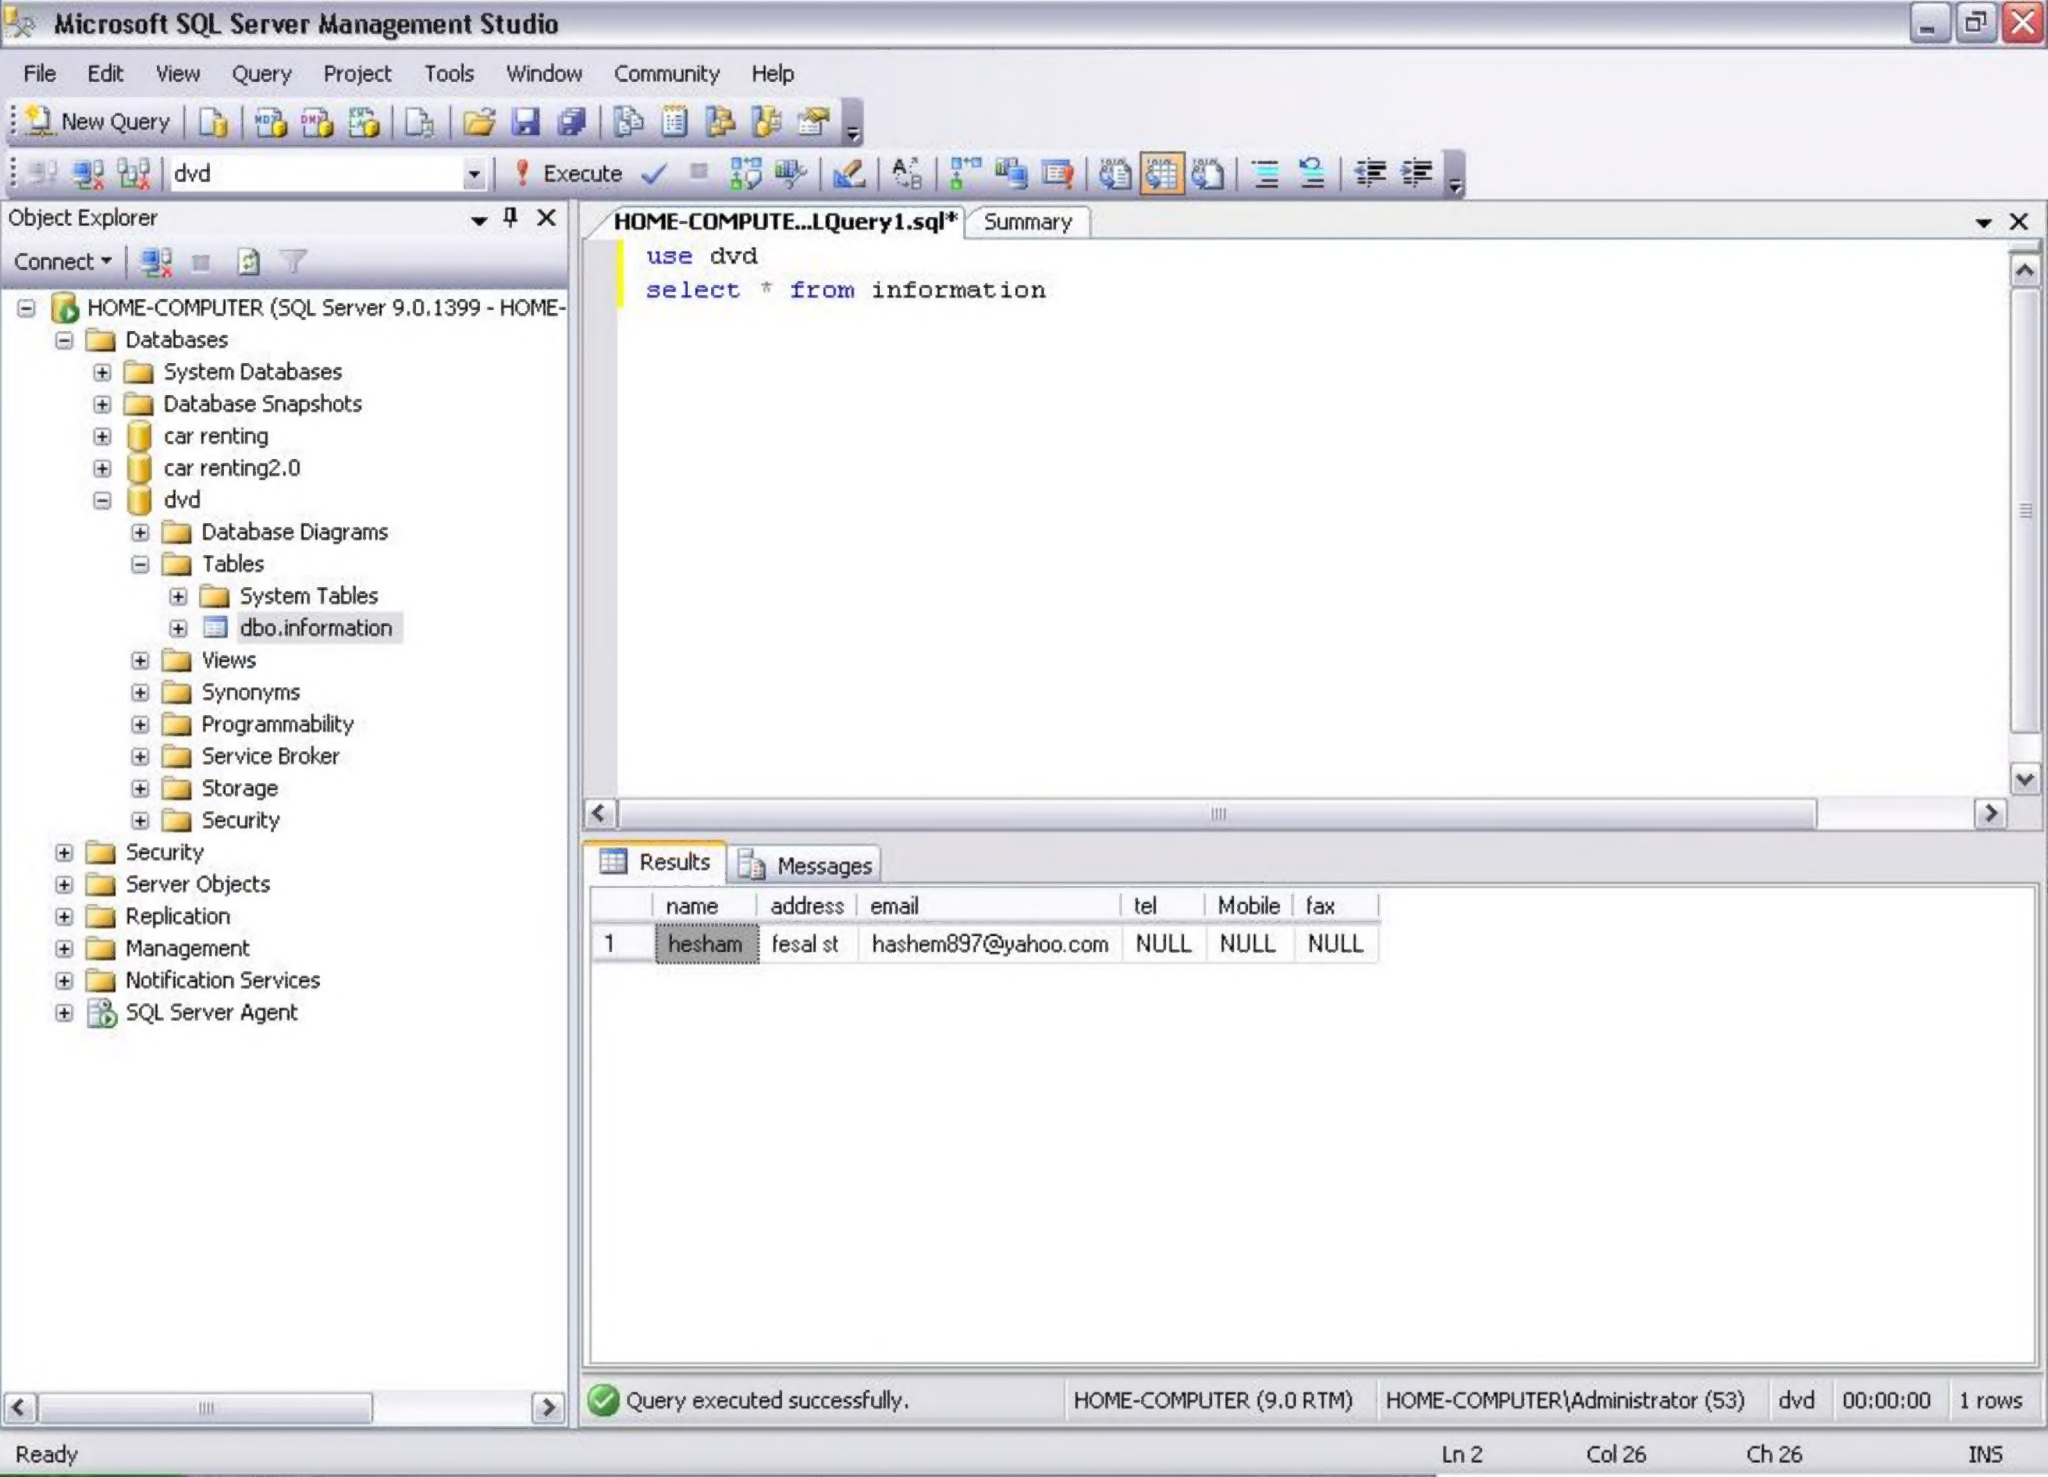 Microsoft SQL Server Management Studio
File Edit View Query Project Tools Window Community Help
New Query
dvd Execute
Object Explorer
Connect
HOME-COMPUTER (SQL Server 9.0.1399 - HOME-
Databases
System Databases
Database Snapshots
car renting
car renting2.0
dvd
Database Diagrams
Tables
System Tables
dbo.information
Views
Synonyms
Programmability
Service Broker
Storage
Security
Security
Server Objects
Replication
Management
Notification Services
SQL Server Agent
HOME-COMPUTE...LQuery1.sql* Summary
use dvd
select * from information
Results Messages
name address email tel Mobile fax
1 hesham fesal st hashem897@yahoo.com NULL NULL NULL
Query executed successfully. HOME-COMPUTER (9.0 RTM) HOME-COMPUTER\Administrator (53) dvd 00:00:00 1 rows
Ready Ln 2 Col 26 Ch 26 INS